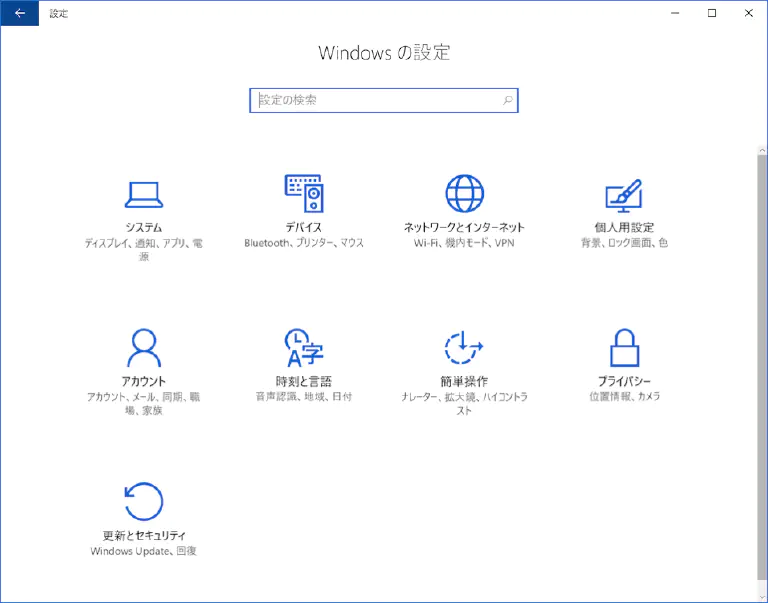 設定
Windows の設定
設定の検索
システム
ディスプレイ、通知、アプリ、電
源
デバイス
Bluetooth、プリンター、マウス
ネットワークとインターネット
Wi-Fi、機内モード、VPN
個人用設定
背景、ロック画面、色
アカウント
アカウント、メール、同期、職
場、家族
時刻と言語
音声認識、地域、日付
簡単操作
ナレーター、拡大鏡、ハイコントラ
スト
プライバシー
位置情報、カメラ
更新とセキュリティ
Windows Update、回復